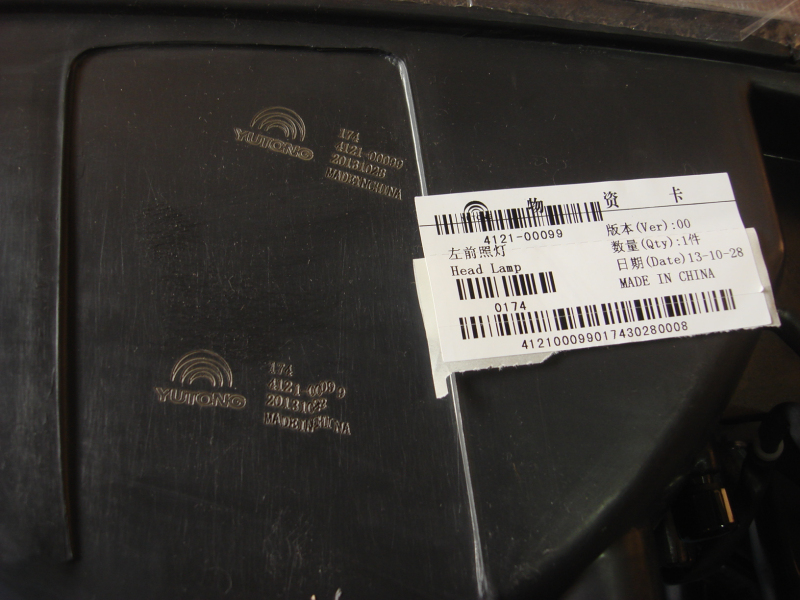 YUTONG
174
4121-00099
20131028
MADE IN CHINA
物 资 卡
4121-00099
版本(Ver):00
左前照灯
数量(Qty):1件
Head Lamp
日期(Date)13-10-28
MADE IN CHINA
0174
412100099017430280008
YUTONG
174
4121-00099
MADE IN CHINA